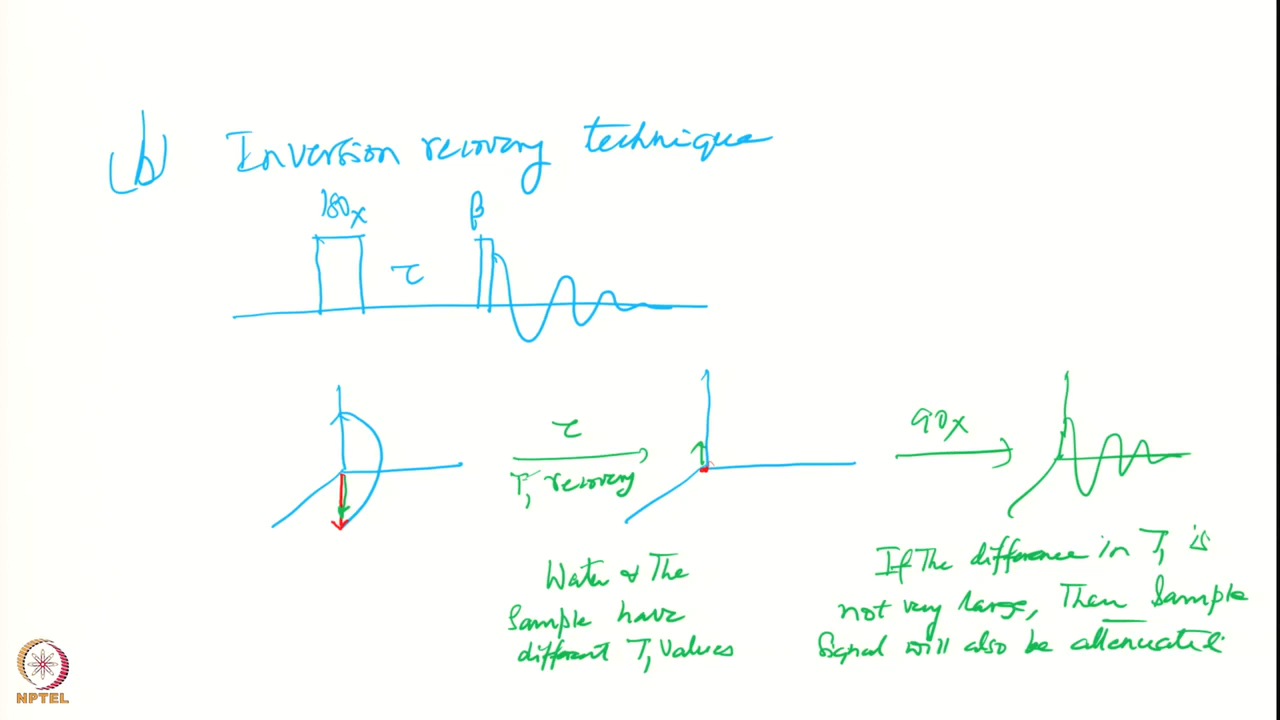 (b) Inversion recovery technique
180x τ β
τ
T1 recovery
90x
Water & The
Sample have
different T1 values
If The difference in T1 is
not very large, Then Sample
Signal will also be attenuated.
NPTEL